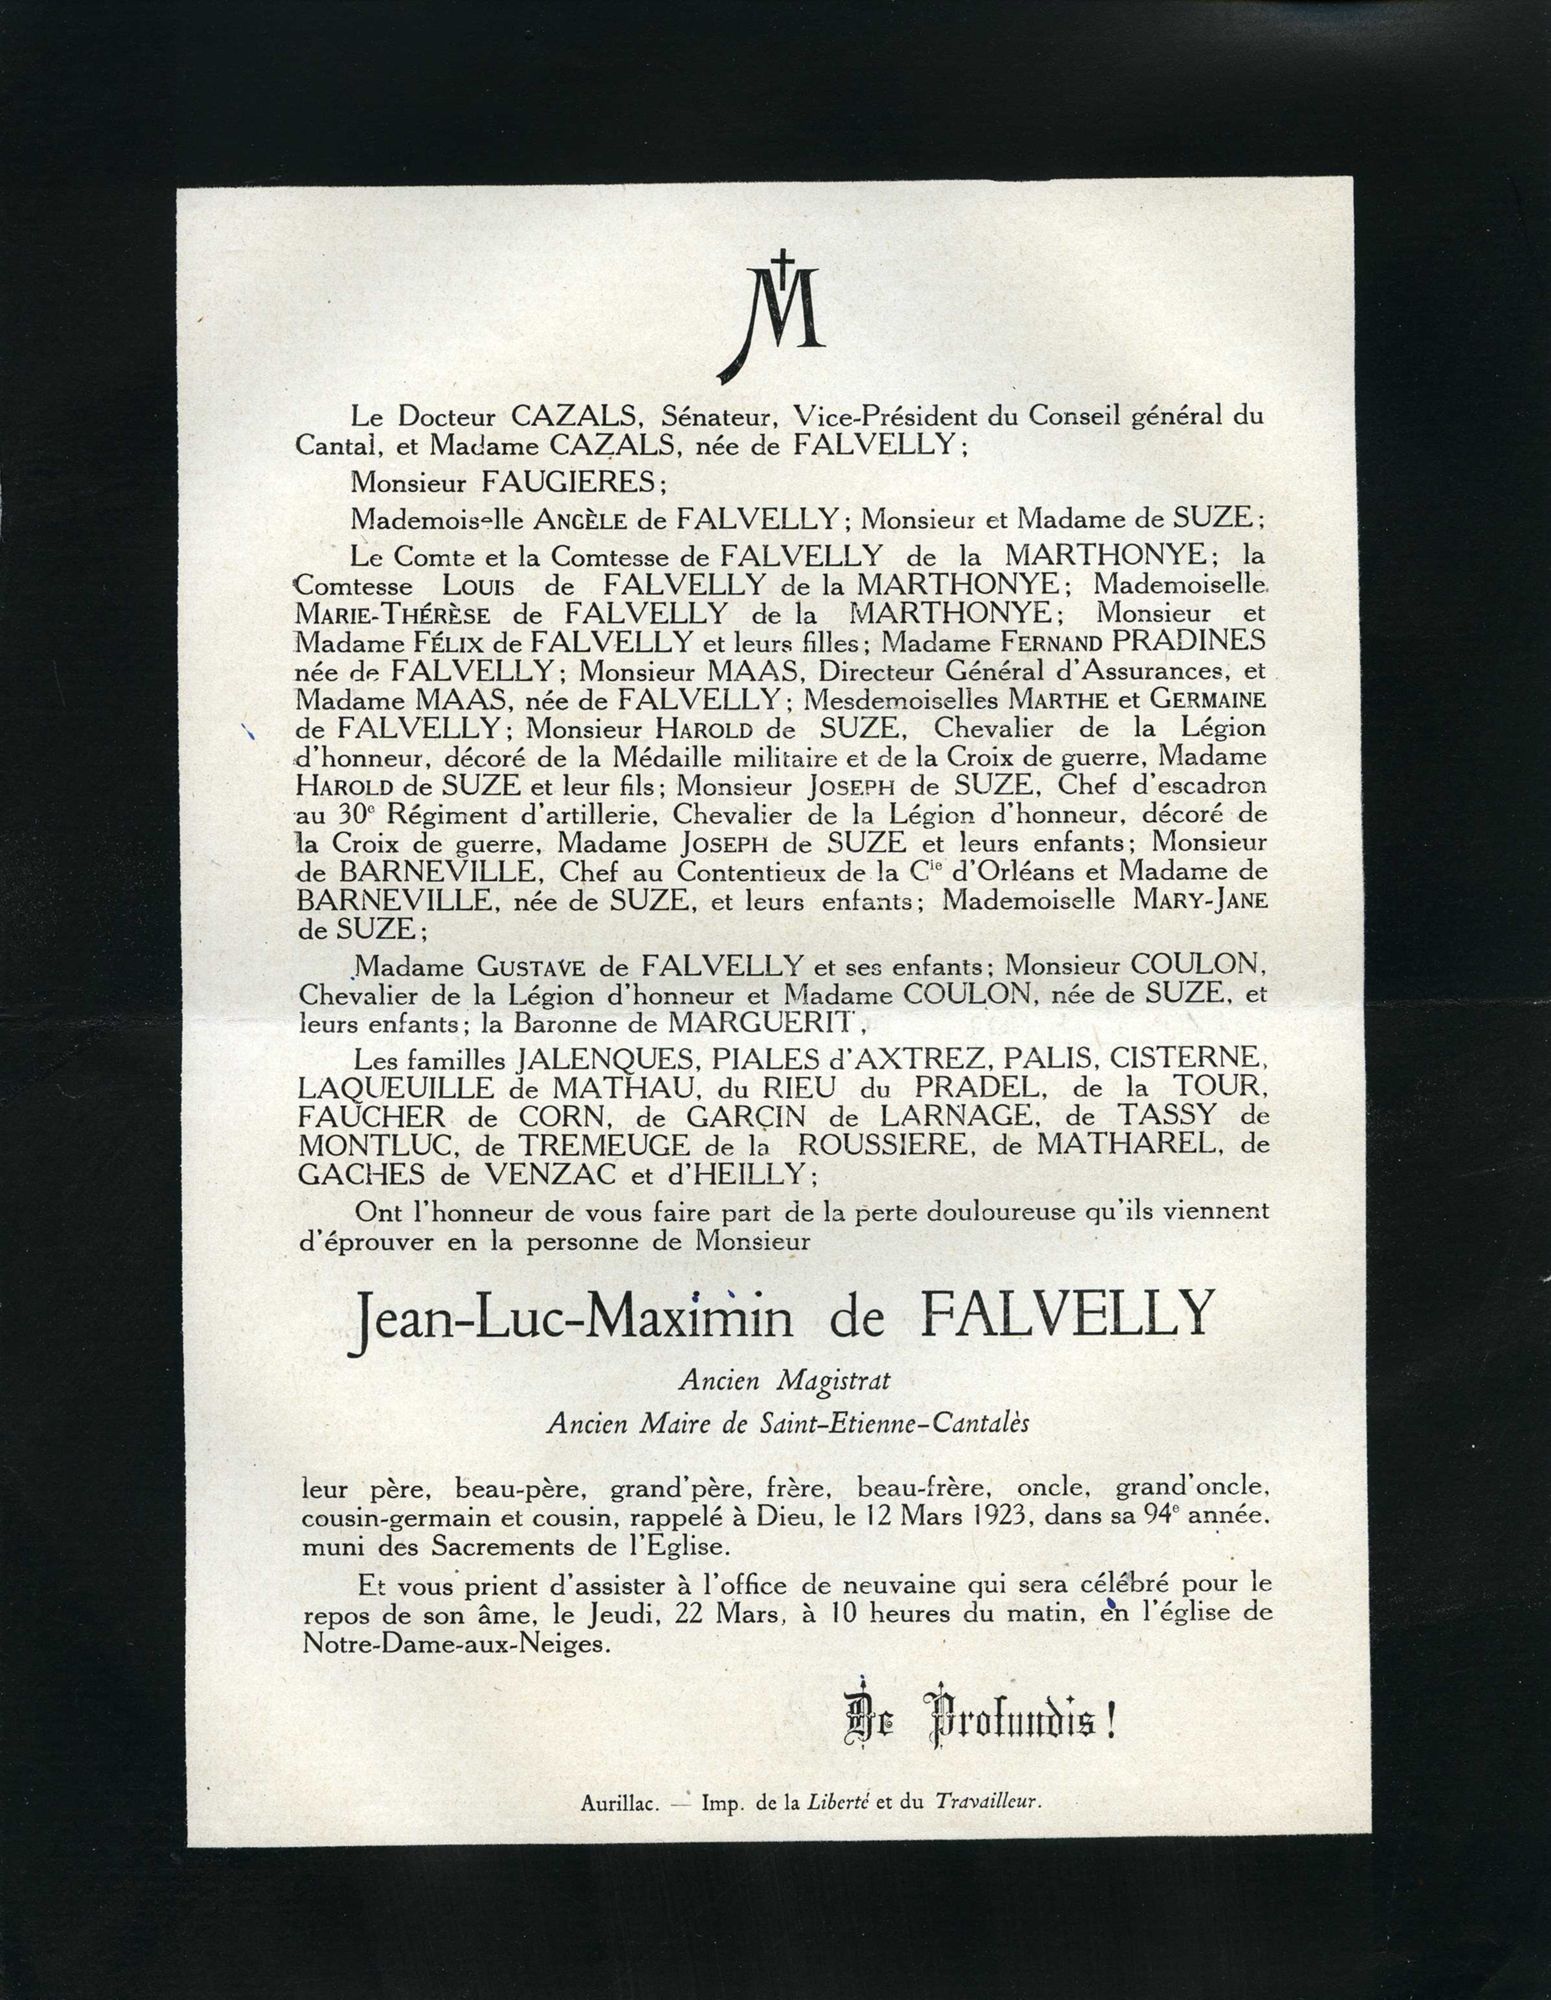 M
Le Docteur CAZALS, Sénateur, Vice-Président du Conseil général du
Cantal, et Madame CAZALS, née de FALVELLY;
Monsieur FAUGIERES;
Mademoiselle ANGÈLE de FALVELLY; Monsieur et Madame de SUZE;
Le Comte et la Comtesse de FALVELLY de la MARTHONYE; la
Comtesse LOUIS de FALVELLY de la MARTHONYE; Mademoiselle
MARIE-THÉRÈSE de FALVELLY de la MARTHONYE; Monsieur et
Madame FÉLIX de FALVELLY et leurs filles; Madame FERNAND PRADINES
née de FALVELLY; Monsieur MAAS, Directeur Général d'Assurances, et
Madame MAAS, née de FALVELLY; Mesdemoiselles MARTHE et GERMAINE
de FALVELLY; Monsieur HAROLD de SUZE, Chevalier de la Légion
d'honneur, décoré de la Médaille militaire et de la Croix de guerre, Madame
HAROLD de SUZE et leur fils; Monsieur JOSEPH de SUZE, Chef d'escadron
au 30e Régiment d'artillerie, Chevalier de la Légion d'honneur, décoré de
la Croix de guerre, Madame JOSEPH de SUZE et leurs enfants; Monsieur
de BARNEVILLE, Chef au Contentieux de la Cie d'Orléans et Madame de
BARNEVILLE, née de SUZE, et leurs enfants; Mademoiselle MARY-JANE
de SUZE;
Madame GUSTAVE de FALVELLY et ses enfants; Monsieur COULON,
Chevalier de la Légion d'honneur et Madame COULON, née de SUZE, et
leurs enfants; la Baronne de MARGUERIT,
Les familles JALENQUES, PIALES d'AXTREZ, PALIS, CISTERNE,
LAQUEUILLE de MATHAU, du RIEU du PRADEL, de la TOUR,
FAUCHER de CORN, de GARÇIN de LARNAGE, de TASSY de
MONTLUC, de TREMEUGE de la ROUSSIERE, de MATHAREL, de
GACHES de VENZAC et d'HEILLY;
Ont l'honneur de vous faire part de la perte douloureuse qu'ils viennent
d'éprouver en la personne de Monsieur
Jean-Luc-Maximin de FALVELLY
Ancien Magistrat
Ancien Maire de Saint-Etienne-Cantalès
leur père, beau-père, grand'père, frère, beau-frère, oncle, grand'oncle,
cousin-germain et cousin, rappelé à Dieu, le 12 Mars 1923, dans sa 94e année,
muni des Sacrements de l'Eglise.
Et vous prient d'assister à l'office de neuvaine qui sera célébré pour le
repos de son âme, le Jeudi, 22 Mars, à 10 heures du matin, en l'église de
Notre-Dame-aux-Neiges.
De Profundis!
Aurillac. — Imp. de la Liberté et du Travailleur.